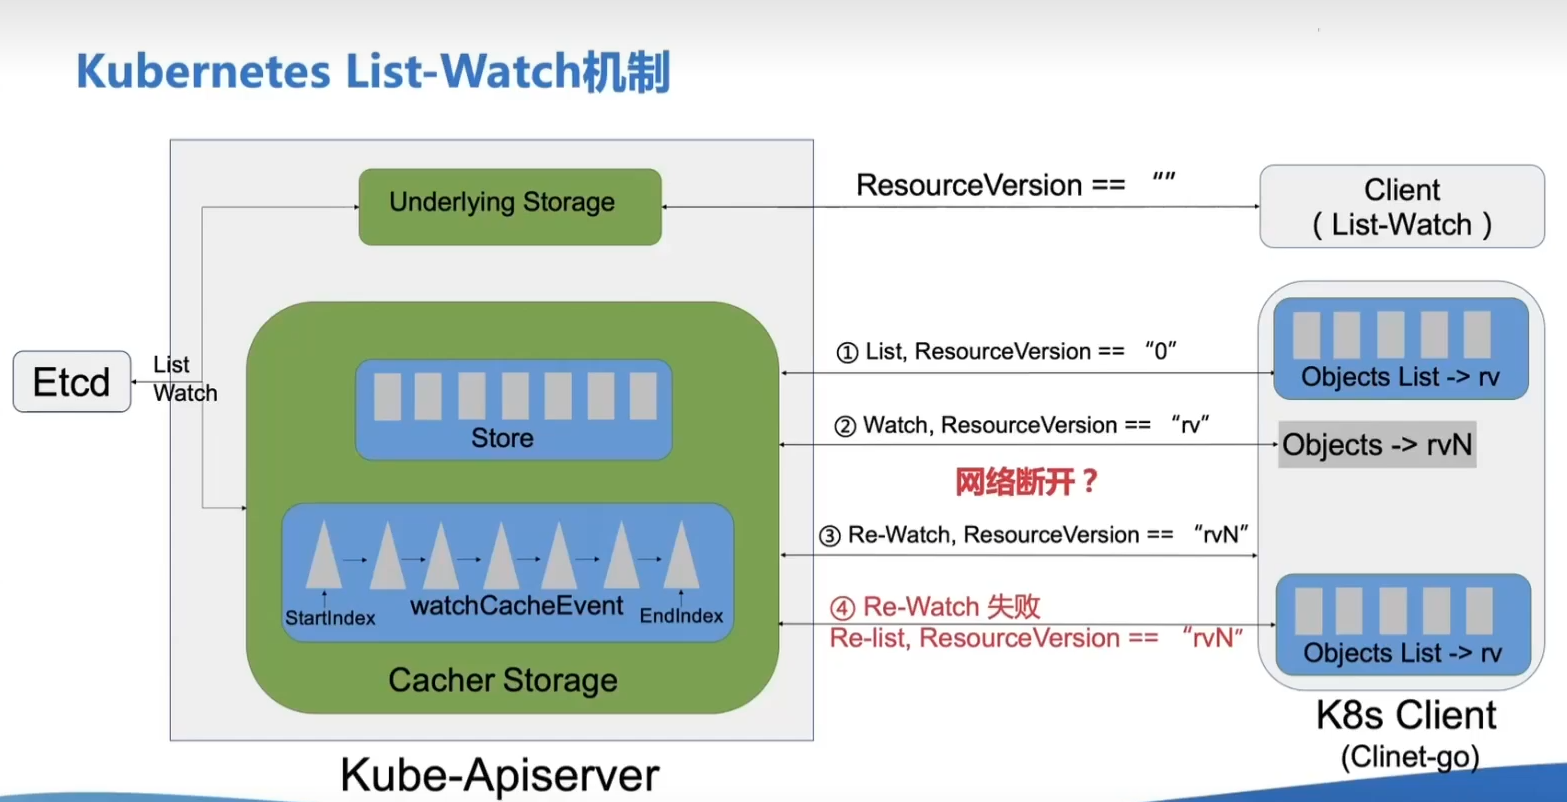 Kubernetes List-Watch机制
Underlying Storage
ResourceVersion == “”
Client
( List-Watch )
Etcd
List
Watch
Store
StartIndex
watchCacheEvent
EndIndex
Cacher Storage
Kube-Apiserver
① List, ResourceVersion == “0”
② Watch, ResourceVersion == “rv”
网络断开？
③ Re-Watch, ResourceVersion == “rvN”
④ Re-Watch 失败
Re-list, ResourceVersion == “rvN”
Objects List -> rv
Objects -> rvN
Objects List -> rv
K8s Client
(Clinet-go)